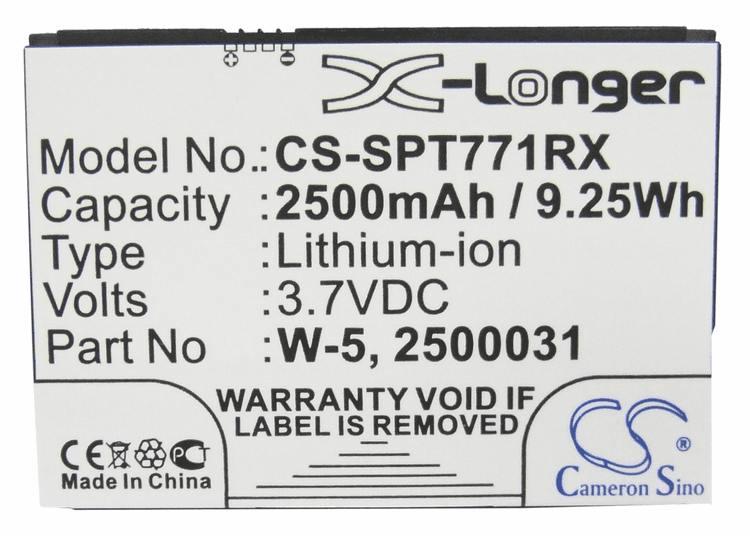 X-Longer
Model No.: CS-SPT771RX
Capacity : 2500mAh / 9.25Wh
Type : Lithium-ion
Volts : 3.7VDC
Part No : W-5, 2500031
WARRANTY VOID IF
LABEL IS REMOVED
CE PCT
Made In China
CS ®
Cameron Sino